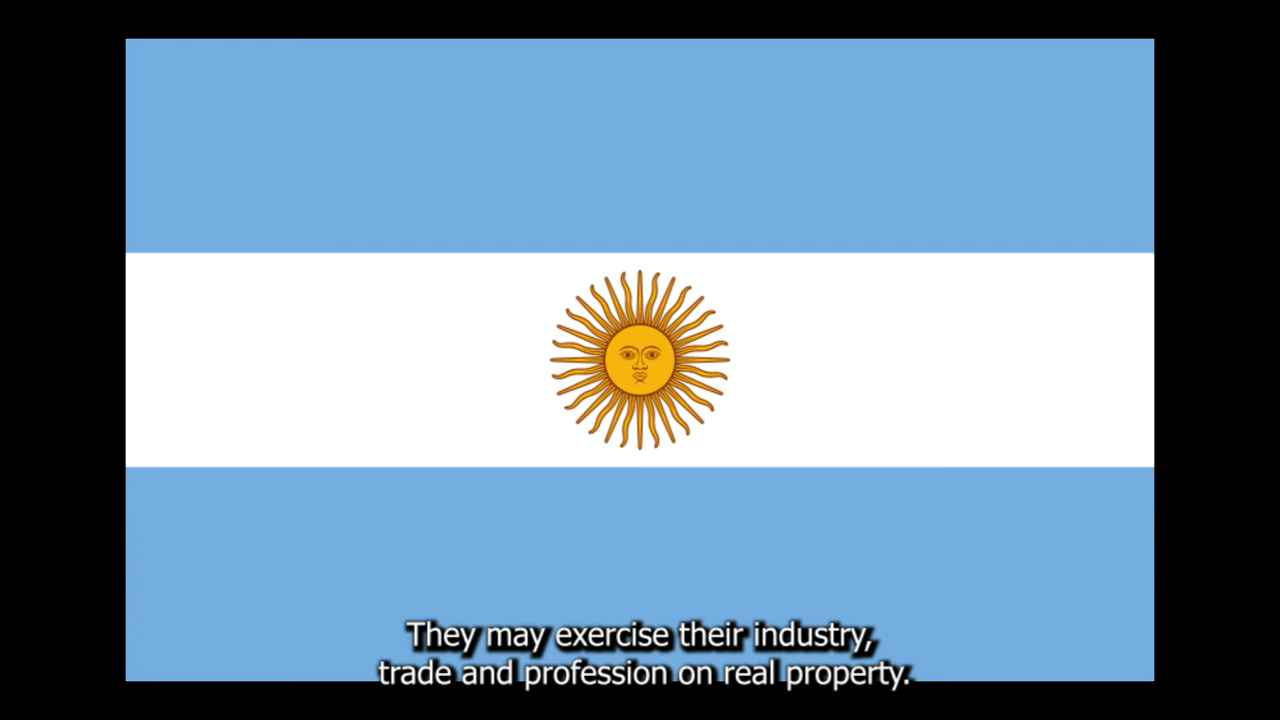 They may exercise their industry,
trade and profession on real property.